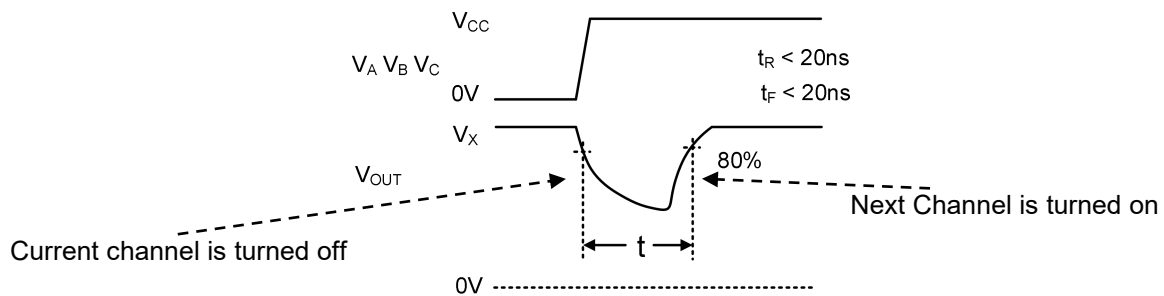 V_CC
V_A V_B V_C
t_R < 20ns
0V
t_F < 20ns
V_X
80%
V_OUT
Next Channel is turned on
Current channel is turned off
t
0V